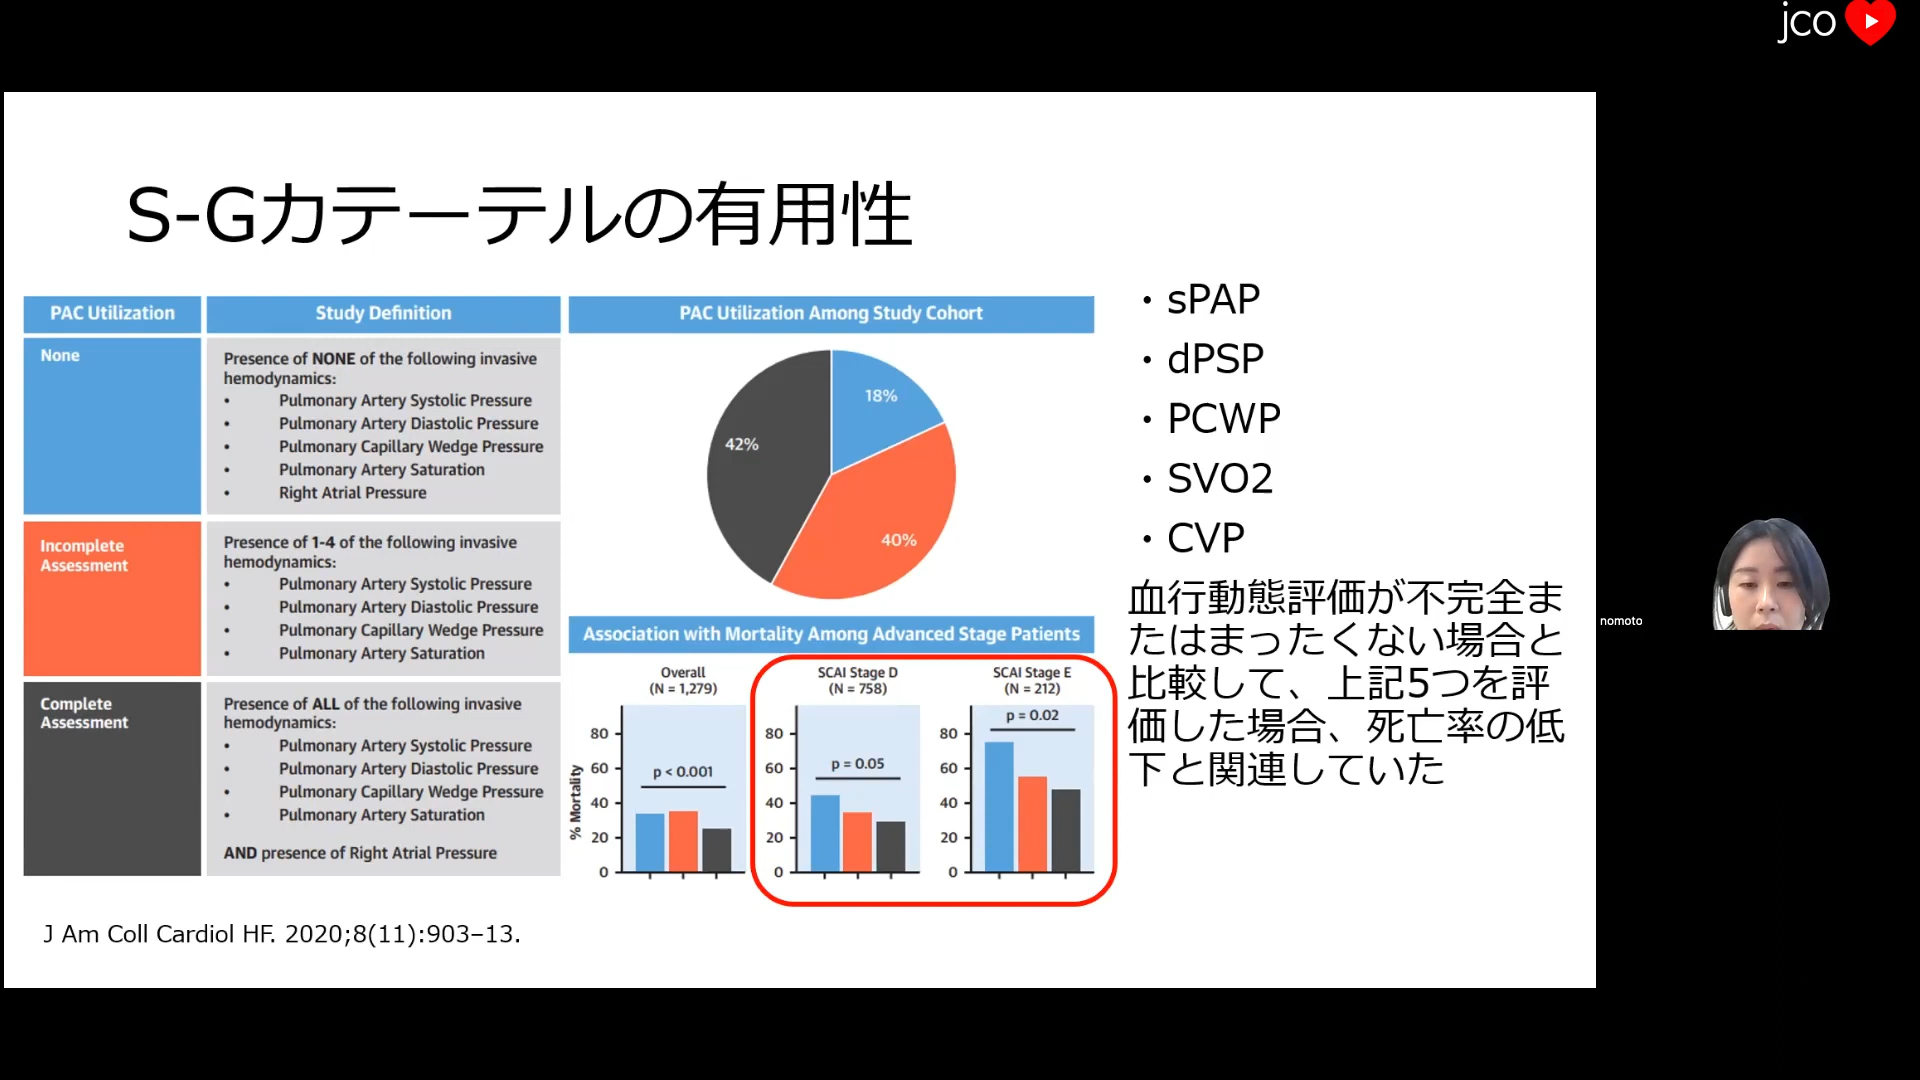 jco
S-Gカテーテルの有用性
PAC Utilization
Study Definition
None
Presence of NONE of the following invasive
hemodynamics:
• Pulmonary Artery Systolic Pressure
• Pulmonary Artery Diastolic Pressure
• Pulmonary Capillary Wedge Pressure
• Pulmonary Artery Saturation
• Right Atrial Pressure
Incomplete
Assessment
Presence of 1-4 of the following invasive
hemodynamics:
• Pulmonary Artery Systolic Pressure
• Pulmonary Artery Diastolic Pressure
• Pulmonary Capillary Wedge Pressure
• Pulmonary Artery Saturation
Complete
Assessment
Presence of ALL of the following invasive
hemodynamics:
• Pulmonary Artery Systolic Pressure
• Pulmonary Artery Diastolic Pressure
• Pulmonary Capillary Wedge Pressure
• Pulmonary Artery Saturation
AND presence of Right Atrial Pressure
PAC Utilization Among Study Cohort
18%
42%
40%
Association with Mortality Among Advanced Stage Patients
Overall
(N = 1,279)
% Mortality
80
60
40
20
0
p < 0.001
SCAI Stage D
(N = 758)
80
60
40
20
0
p = 0.05
SCAI Stage E
(N = 212)
80
60
40
20
0
p = 0.02
・sPAP
・dPSP
・PCWP
・SVO2
・CVP
血行動態評価が不完全ま
たはまったくない場合と
比較して、上記5つを評
価した場合、死亡率の低
下と関連していた
J Am Coll Cardiol HF. 2020;8(11):903–13.
nomoto